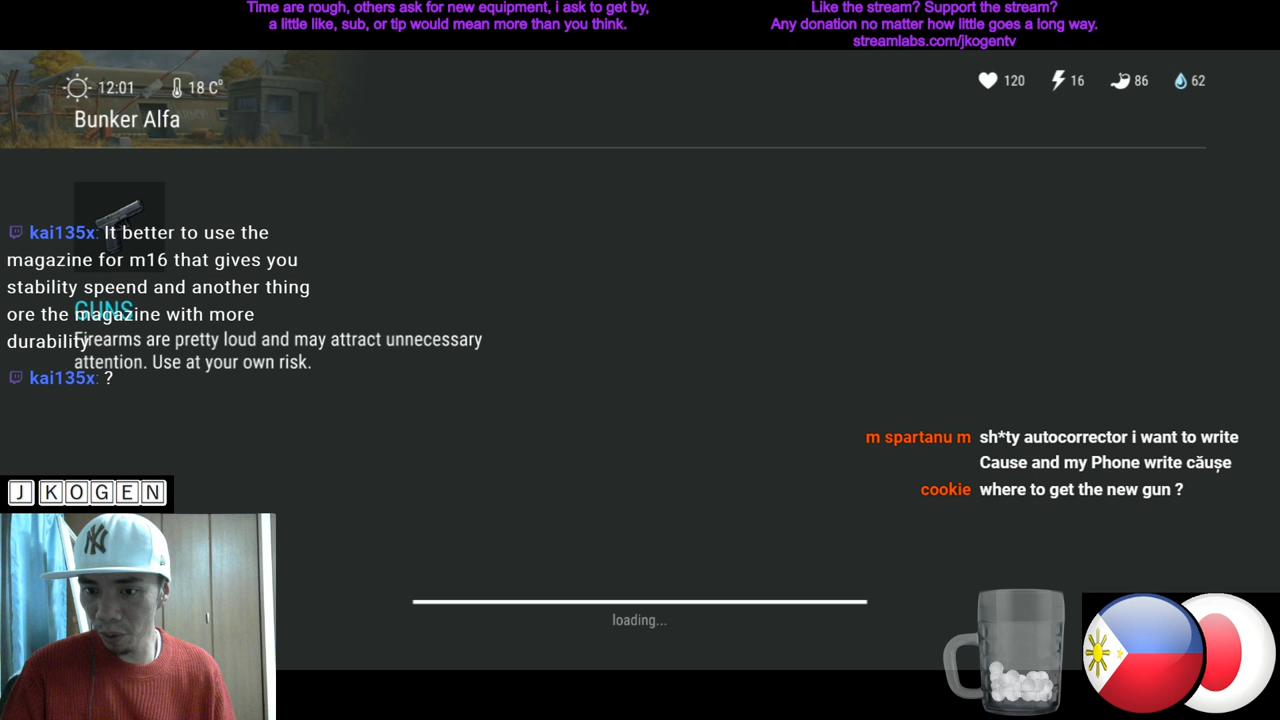 Time are rough, others ask for new equipment, i ask to get by,
a little like, sub, or tip would mean more than you think.
Like the stream? Support the stream?
Any donation no matter how little goes a long way.
streamlabs.com/jkogentv
12:01
18 C°
Bunker Alfa
120
16
86
62
kai135x: It better to use the
magazine for m16 that gives you
stability speend and another thing
ore the magazine with more
durability
kai135x: ?
GUNS
Firearms are pretty loud and may attract unnecessary
attention. Use at your own risk.
m spartanu m sh*ty autocorrector i want to write
Cause and my Phone write căușe
cookie where to get the new gun ?
J KOGEN
NY
loading...